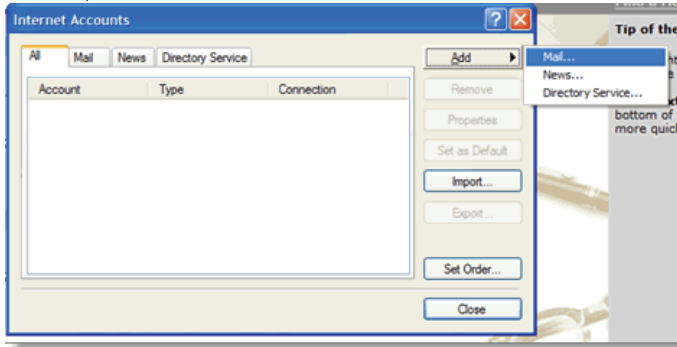 Internet Accounts
Tip of the
All Mail News Directory Service
Add
Mail...
News...
Directory Service...
Account Type Connection
Remove
Properties
bottom of
more quic
Set as Default
Import...
Export...
Set Order...
Close